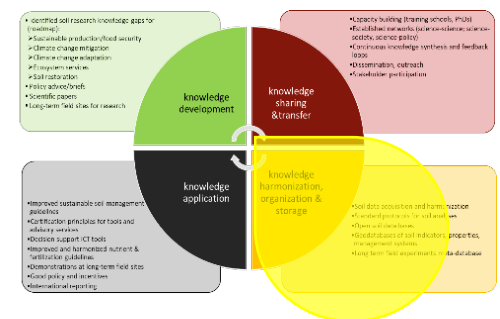 • Identified soil research knowledge gaps for
(roadmap):
➢Sustainable production/food security
➢Climate change mitigation
➢Climate change adaptation
➢Ecosystem services
➢Soil restoration
• Policy advice/briefs
• Scientific papers
• Long-term field sites for research
knowledge
development
knowledge
sharing
&transfer
• Capacity building (training schools, PhDs)
• Established networks (science-science; science-
society, science policy)
• Continuous knowledge synthesis and feedback
loops
• Dissemination, outreach
• Stakeholder participation
•Improved sustainable soil management
guidelines
•Certification principles for tools and
advisory services
•Decision support ICT tools
•Improved and harmonized nutrient &
fertilization guidelines
•Demonstrations at long-term field sites
•Good policy and incentives
•International reporting
knowledge
application
knowledge
harmonization,
organization &
storage
•Soil data acquisition and harmonization
•Standard protocols for soil analyses
•Open soil data bases
•Geodatabases of soil indicators, properties,
management systems
•Long term field experiments meta-database